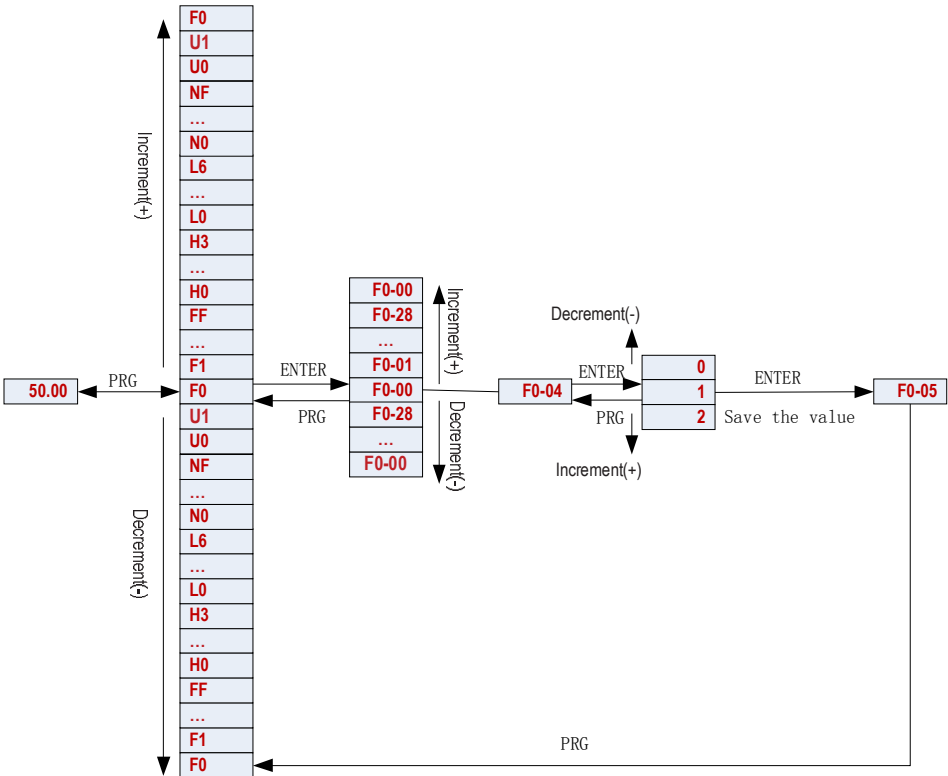 F0
U1
U0
NF
...
N0
L6
...
L0
H3
...
H0
FF
...
F1
F0
U1
U0
NF
...
N0
L6
...
L0
H3
...
H0
FF
...
F1
F0
Increment(+)
Decrement(-)
50.00
PRG
ENTER
PRG
F0-00
F0-28
...
F0-01
F0-00
F0-28
...
F0-00
Increment(+)
Decrement(-)
F0-04
ENTER
PRG
Decrement(-)
Increment(+)
0
1
2 Save the value
ENTER
F0-05
PRG